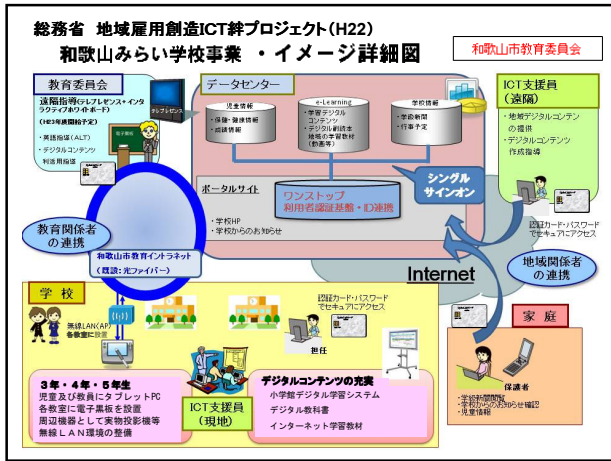 総務省 地域雇用創造ICT絆プロジェクト(H22)
和歌山みらい学校事業 ・イメージ詳細図
和歌山市教育委員会
教育委員会
遠隔指導(テレプレゼンス+インタ
ラクティブホワイトボード)
(H23年度開始予定)
・英語指導(ALT)
・デジタルコンテンツ
利活用指導
テレプレゼンス
電子黒板
データセンター
児童情報
・保健・健康情報
・成績情報
e-Learning
・学習デジタル
コンテンツ
・デジタル副読本
地域の学習教材
(動画等)
学校情報
・学級新聞
・行事予定
ポータルサイト
・学校HP
・学校からのお知らせ
ワンストップ
利用者認証基盤・ID連携
シングル
サインオン
ICT支援員
(遠隔)
・地域デジタルコンテン
の提供
・デジタルコンテンツ
作成指導
認証カード・パスワード
でセキュアにアクセス
教育関係者
の連携
和歌山市教育イントラネット
(既設:光ファイバー)
Internet
地域関係者
の連携
学 校
無線LAN(AP)
各教室に設置
認証カード・パスワード
でセキュアにアクセス
担任
3年・4年・5年生
児童及び教員にタブレットPC
各教室に電子黒板を設置
周辺機器として実物投影機等
無線LAN環境の整備
ICT支援員
(現地)
デジタルコンテンツの充実
小学館デジタル学習システム
デジタル教科書
インターネット学習教材
家 庭
保護者
・学級新聞閲覧
・学校からのお知らせ確認
・児童情報